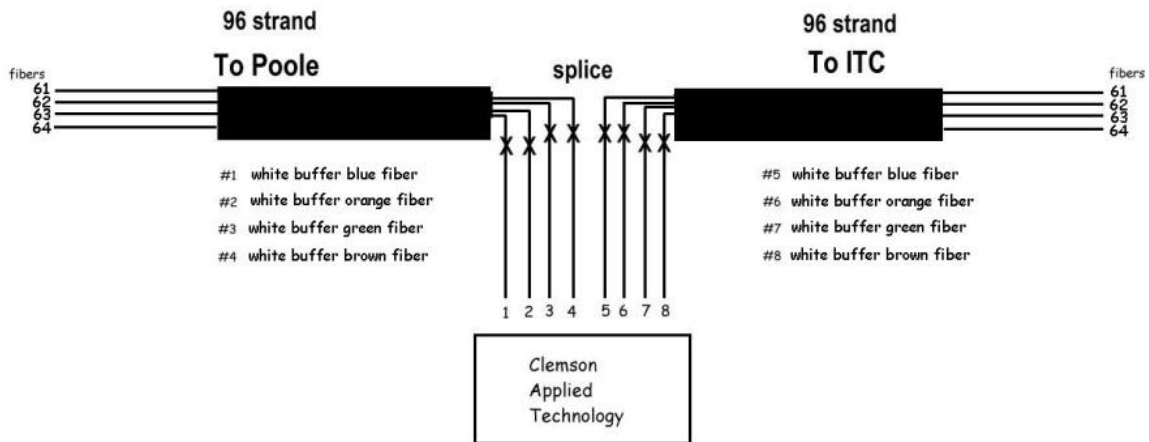 96 strand
To Poole
splice
96 strand
To ITC
fibers
61
62
63
64
fibers
61
62
63
64
#1 white buffer blue fiber
#2 white buffer orange fiber
#3 white buffer green fiber
#4 white buffer brown fiber
#5 white buffer blue fiber
#6 white buffer orange fiber
#7 white buffer green fiber
#8 white buffer brown fiber
1 2 3 4 5 6 7 8
Clemson
Applied
Technology